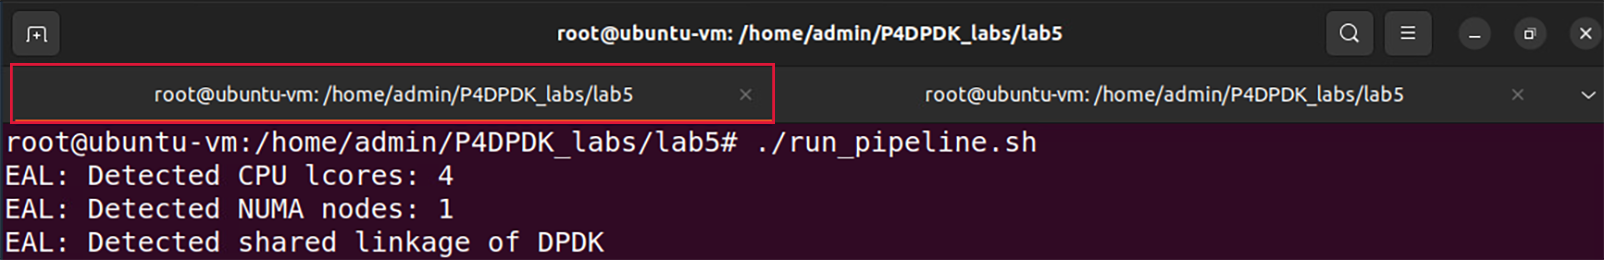 root@ubuntu-vm: /home/admin/P4DPDK_labs/lab5
root@ubuntu-vm: /home/admin/P4DPDK_labs/lab5 root@ubuntu-vm: /home/admin/P4DPDK_labs/lab5
root@ubuntu-vm:/home/admin/P4DPDK_labs/lab5# ./run_pipeline.sh
EAL: Detected CPU lcores: 4
EAL: Detected NUMA nodes: 1
EAL: Detected shared linkage of DPDK